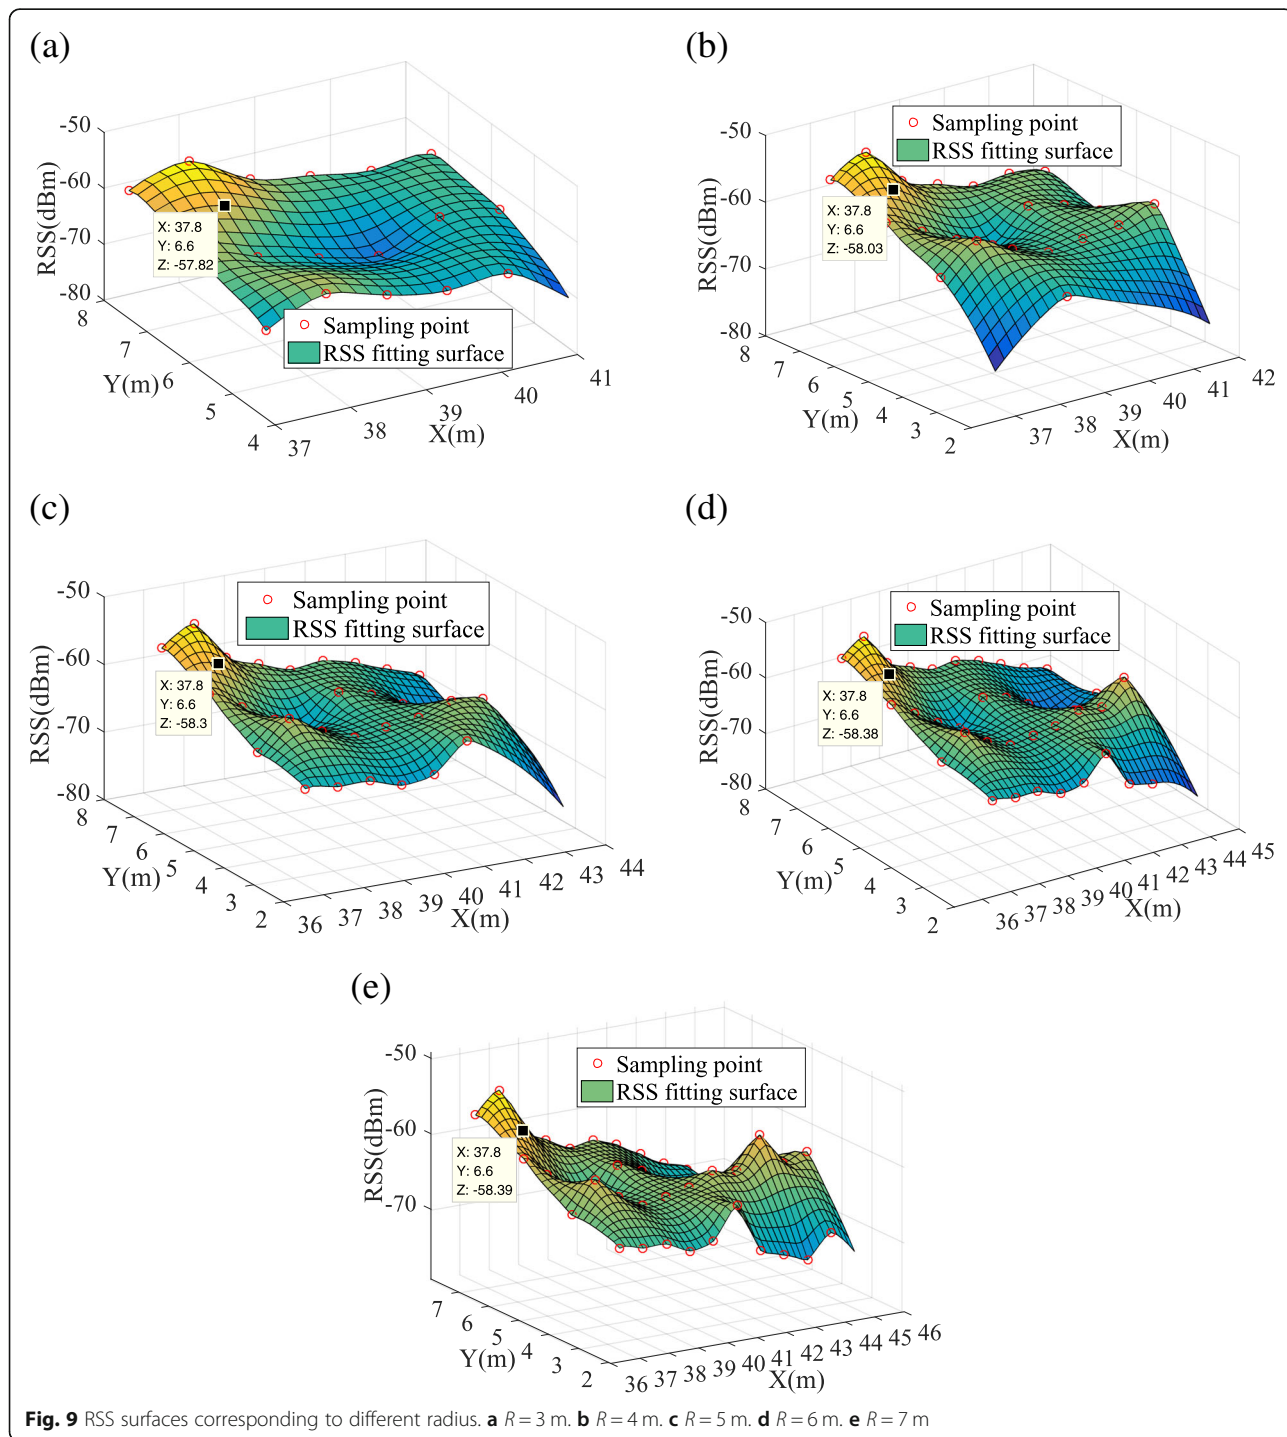 (a)
-50
-60
-70
-80
RSS(dBm)
8
7
6
5
4
Y(m)
37
38
39
40
41
X(m)
X: 37.8
Y: 6.6
Z: -57.82
Sampling point
RSS fitting surface
(b)
-50
-60
-70
-80
RSS(dBm)
8
7
6
5
4
3
2
Y(m)
37
38
39
40
41
42
X(m)
X: 37.8
Y: 6.6
Z: -58.03
Sampling point
RSS fitting surface
(c)
-50
-60
-70
-80
RSS(dBm)
8
7
6
5
4
3
2
Y(m)
36
37
38
39
40
41
42
43
44
X(m)
X: 37.8
Y: 6.6
Z: -58.3
Sampling point
RSS fitting surface
(d)
-50
-60
-70
-80
RSS(dBm)
8
7
6
5
4
3
2
Y(m)
36
37
38
39
40
41
42
43
44
45
X(m)
X: 37.8
Y: 6.6
Z: -58.38
Sampling point
RSS fitting surface
(e)
-50
-60
-70
RSS(dBm)
7
6
5
4
3
2
Y(m)
36
37
38
39
40
41
42
43
44
45
46
X(m)
X: 37.8
Y: 6.6
Z: -58.39
Sampling point
RSS fitting surface
Fig. 9 RSS surfaces corresponding to different radius. a R = 3 m. b R = 4 m. c R = 5 m. d R = 6 m. e R = 7 m